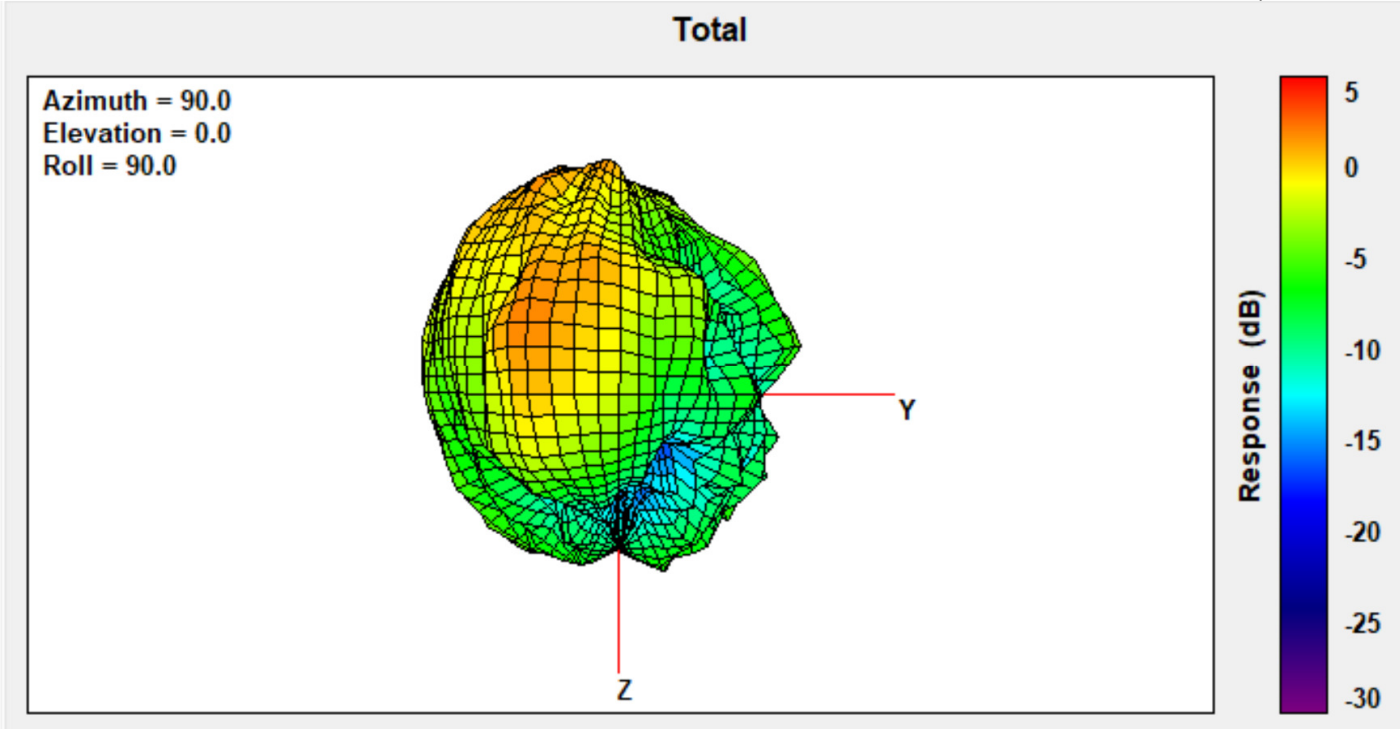 Total
Azimuth = 90.0
Elevation = 0.0
Roll = 90.0
Y
Z
5
0
-5
-10
-15
-20
-25
-30
Response (dB)